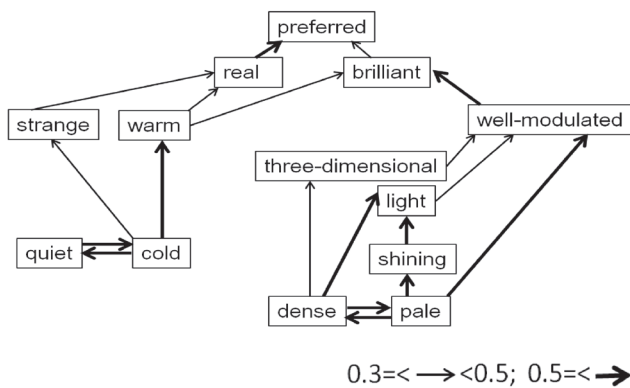 preferred
real
brilliant
strange
warm
well-modulated
three-dimensional
light
quiet
cold
shining
dense
pale
0.3=< → <0.5; 0.5=< →